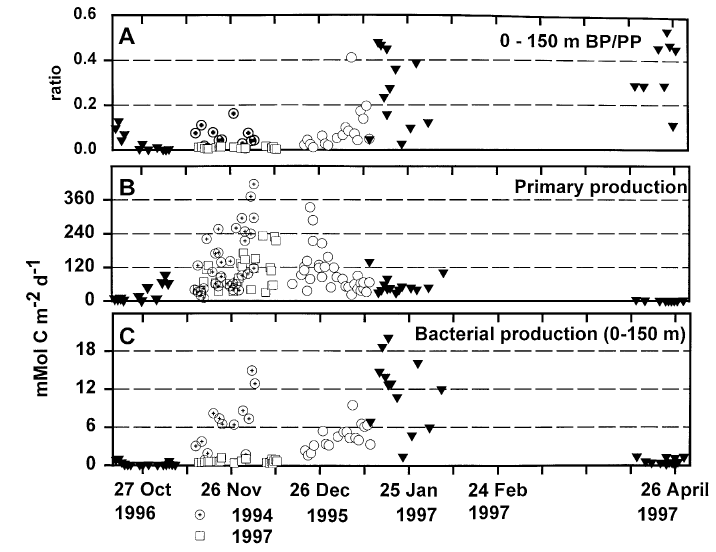 0.6
A
0 - 150 m BP/PP
0.4
ratio
0.2
0.0
B
Primary production
360
240
120
0
mMol C m-2 d-1
C
Bacterial production (0-150 m)
18
12
6
0
27 Oct 26 Nov 26 Dec 25 Jan 24 Feb 26 April
1996 1994 1995 1997 1997 1997
1997